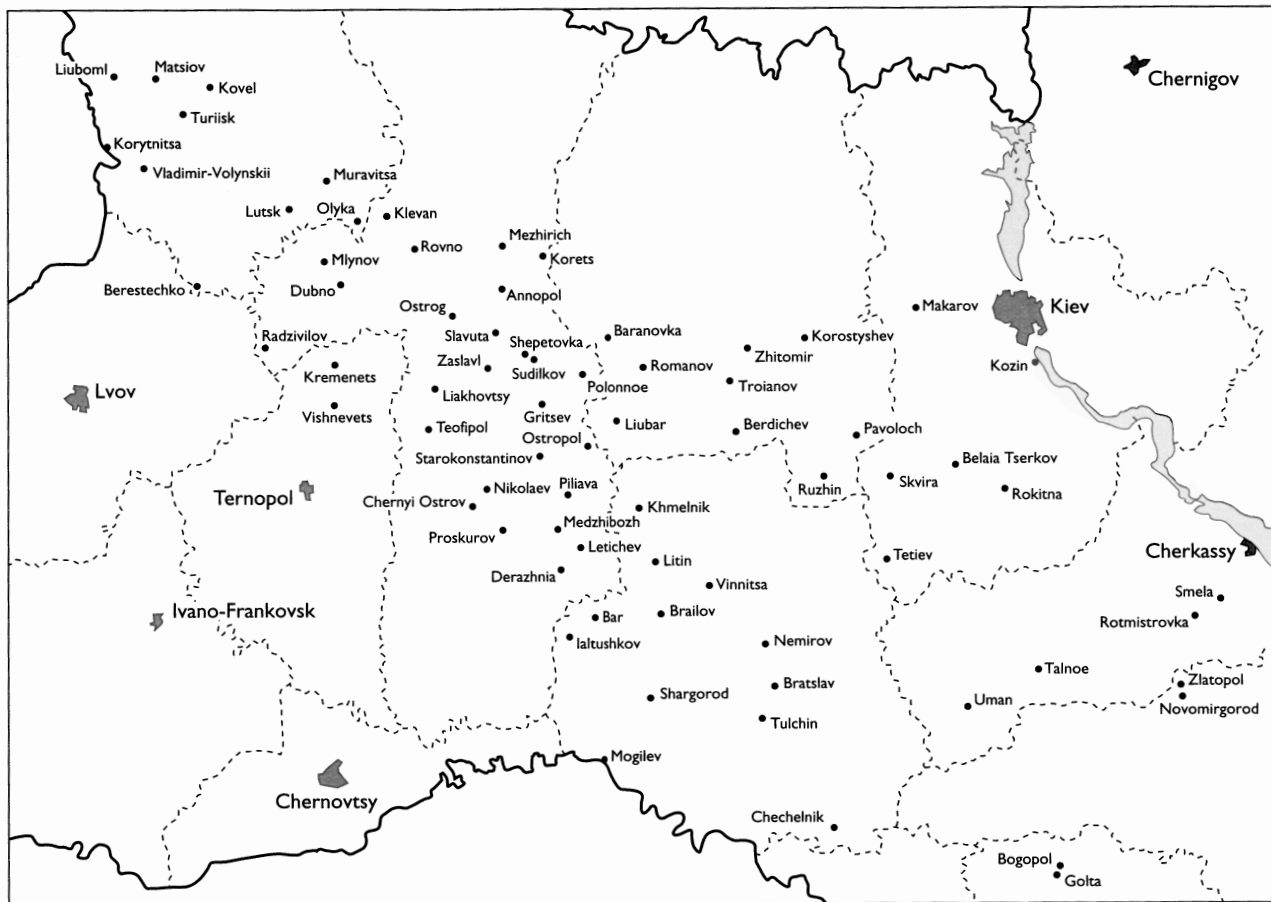 Liuboml
Matsiov
Kovel
Chernigov
Turiisk
Korytnitsa
Vladimir-Volynskii
Muravitsa
Lutsk
Olyka
Klevan
Rovno
Mezhirich
Korets
Mlynov
Dubno
Berestechko
Annopol
Ostrog
Makarov
Kiev
Radzivilov
Slavuta
Shepetovka
Baranovka
Korostyshev
Zhitomir
Kremenets
Zaslavl
Sudilkov
Polonnoe
Romanov
Troianov
Kozin
Lvov
Liakhovtsy
Vishnevets
Gritsev
Liubar
Teofipol
Ostropol
Berdichev
Pavoloch
Starokonstantinov
Belaia Tserkov
Ternopol
Nikolaev
Piliava
Ruzhin
Skvira
Rokitna
Chernyi Ostrov
Khmelnik
Proskurov
Medzhibozh
Letichev
Cherkassy
Derazhnia
Litin
Tetiev
Vinnitsa
Smela
Ivano-Frankovsk
Bar
Brailov
Rotmistrovka
Ialtushkov
Nemirov
Talnoe
Shargorod
Bratslav
Zlatopol
Uman
Novomirgorod
Tulchin
Mogilev
Chernovtsy
Chechelnik
Bogopol
Golta